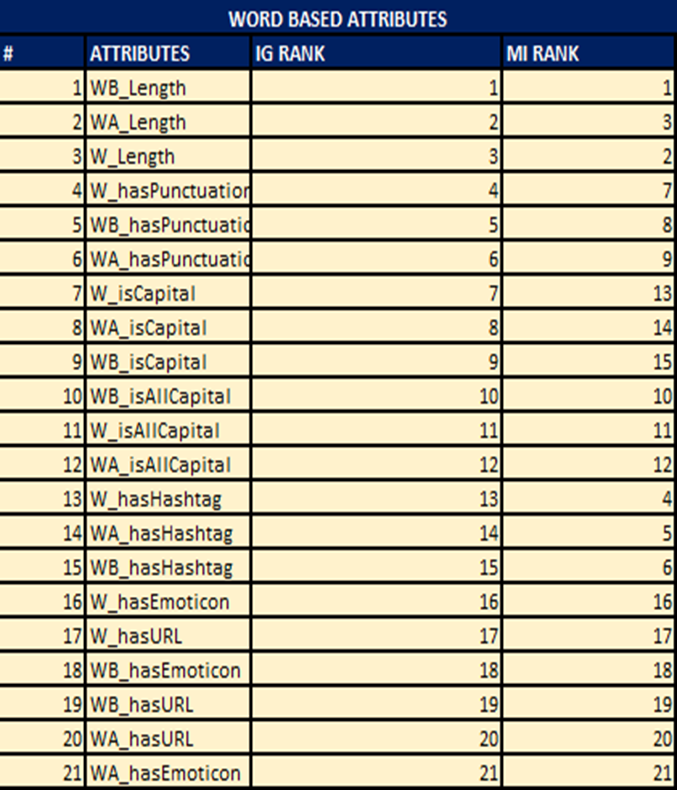 WORD BASED ATTRIBUTES
# ATTRIBUTES IG RANK MI RANK
1 WB_Length 1 1
2 WA_Length 2 3
3 W_Length 3 2
4 W_hasPunctuation 4 7
5 WB_hasPunctuatic 5 8
6 WA_hasPunctuatic 6 9
7 W_isCapital 7 13
8 WA_isCapital 8 14
9 WB_isCapital 9 15
10 WB_isAllCapital 10 10
11 W_isAllCapital 11 11
12 WA_isAllCapital 12 12
13 W_hasHashtag 13 4
14 WA_hasHashtag 14 5
15 WB_hasHashtag 15 6
16 W_hasEmoticon 16 16
17 W_hasURL 17 17
18 WB_hasEmoticon 18 18
19 WB_hasURL 19 19
20 WA_hasURL 20 20
21 WA_hasEmoticon 21 21